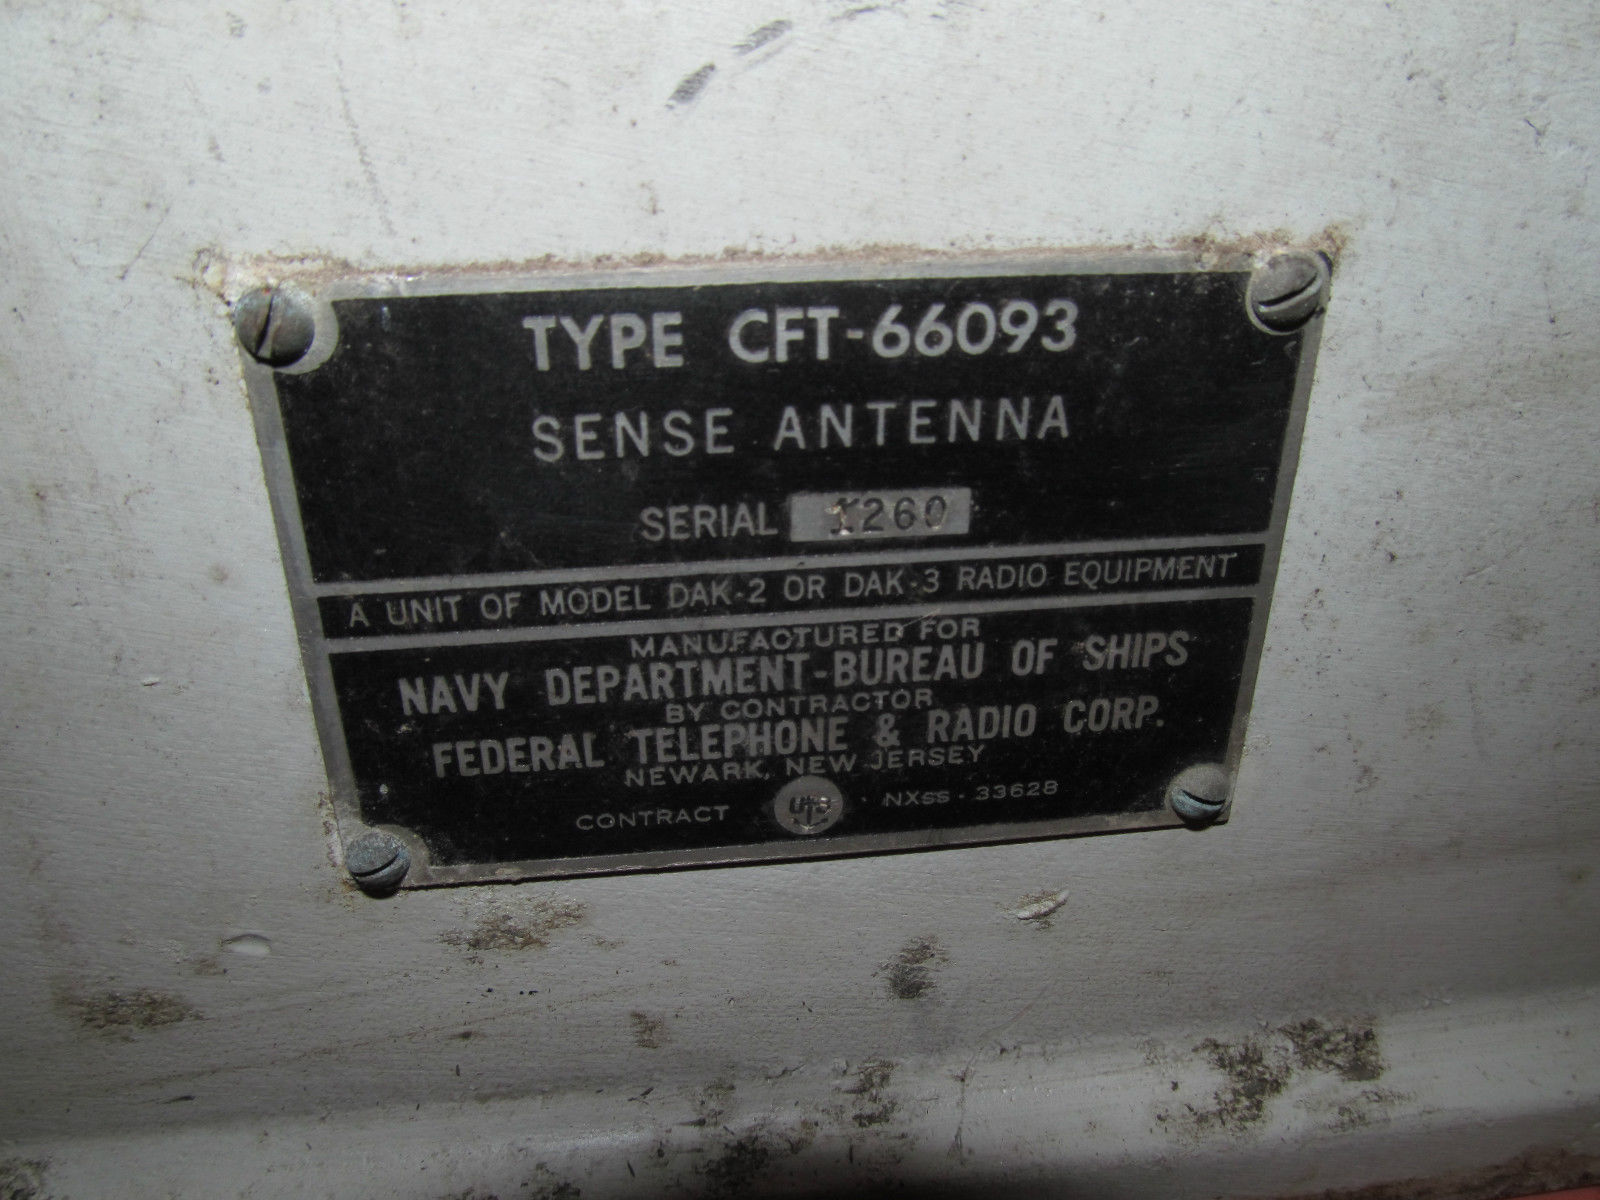 TYPE CFT-66093
SENSE ANTENNA
SERIAL 1260
A UNIT OF MODEL DAK-2 OR DAK-3 RADIO EQUIPMENT
MANUFACTURED FOR
NAVY DEPARTMENT-BUREAU OF SHIPS
BY CONTRACTOR
FEDERAL TELEPHONE & RADIO CORP.
NEWARK, NEW JERSEY
CONTRACT · NXss - 33628